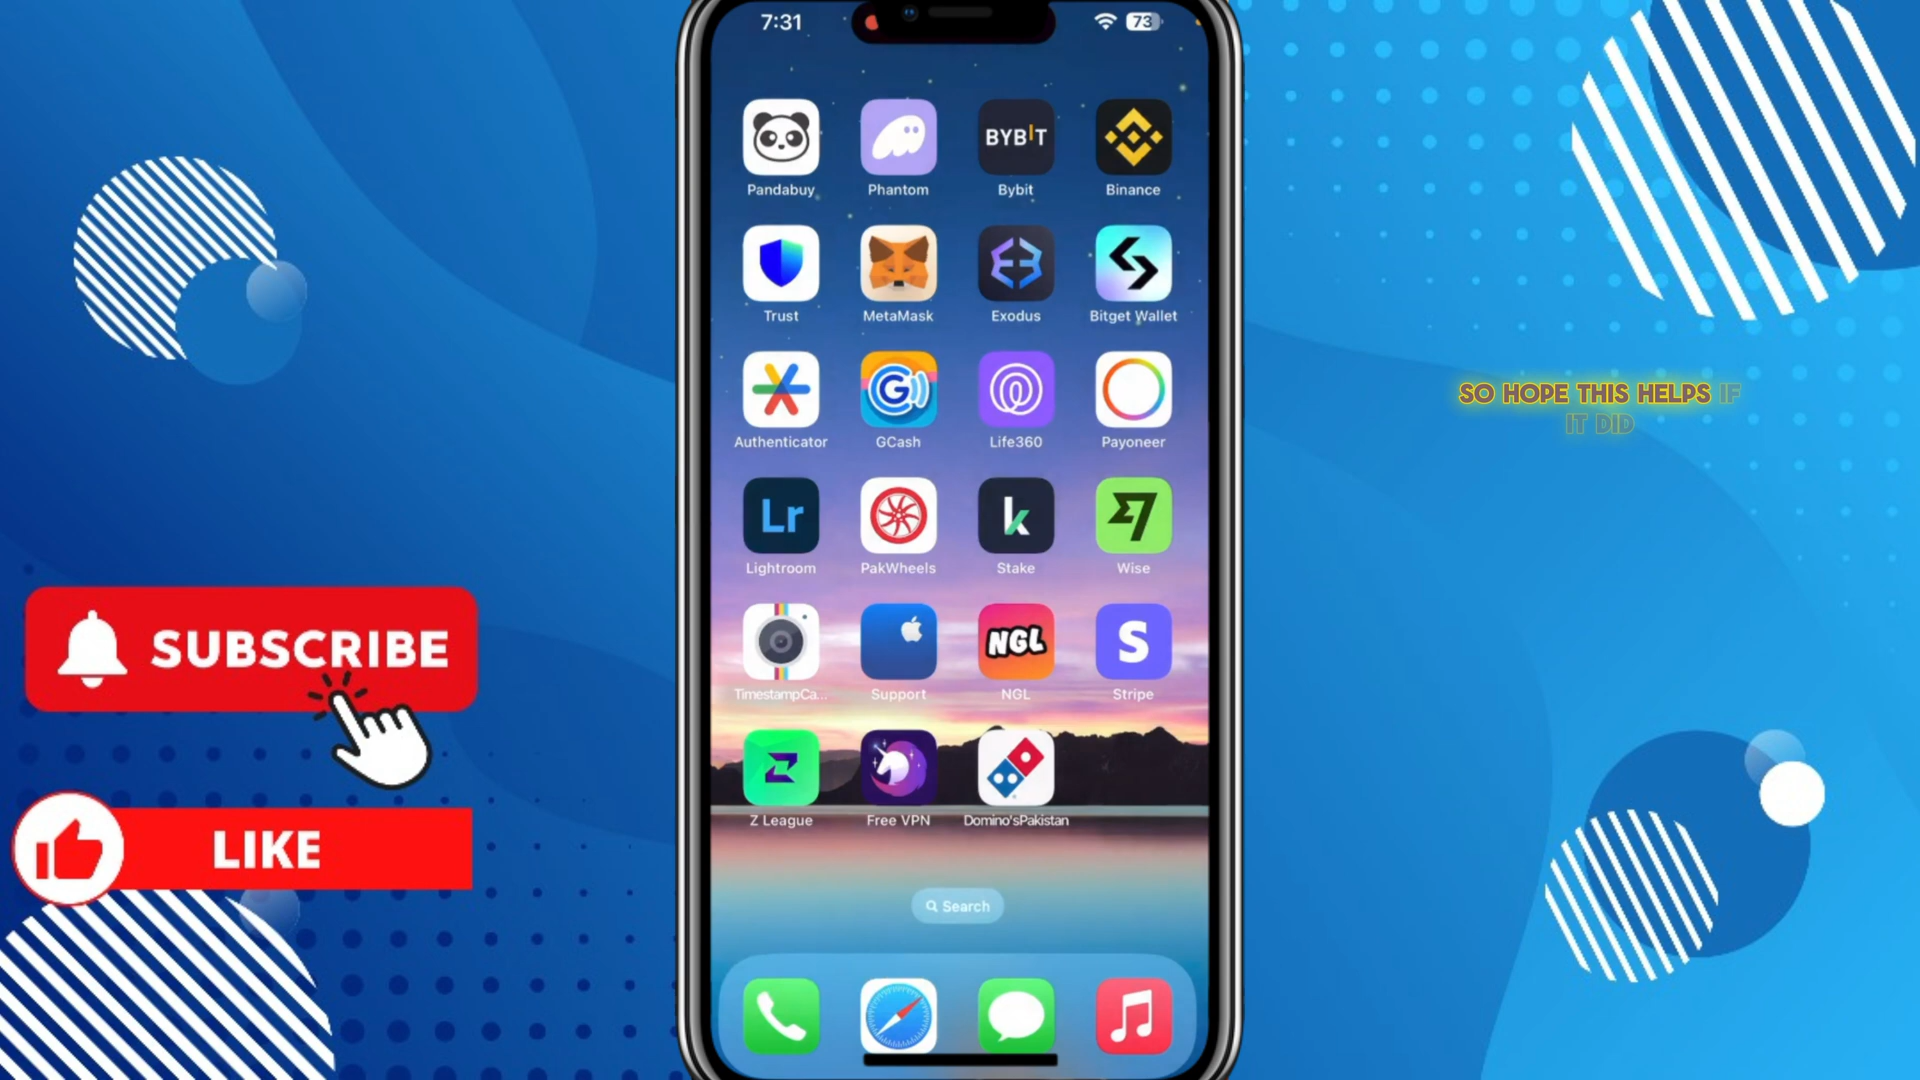 7:31
73
BYBIT
Pandabuy
Phantom
Bybit
Binance
Trust
MetaMask
Exodus
Bitget Wallet
SO HOPE THIS HELPS IF
IT DID
G
Authenticator
GCash
Life360
Payoneer
Lr
k
Lightroom
PakWheels
Stake
Wise
SUBSCRIBE
NGL
S
TimestampCa...
Support
NGL
Stripe
Z League
Free VPN
Domino'sPakistan
LIKE
Search